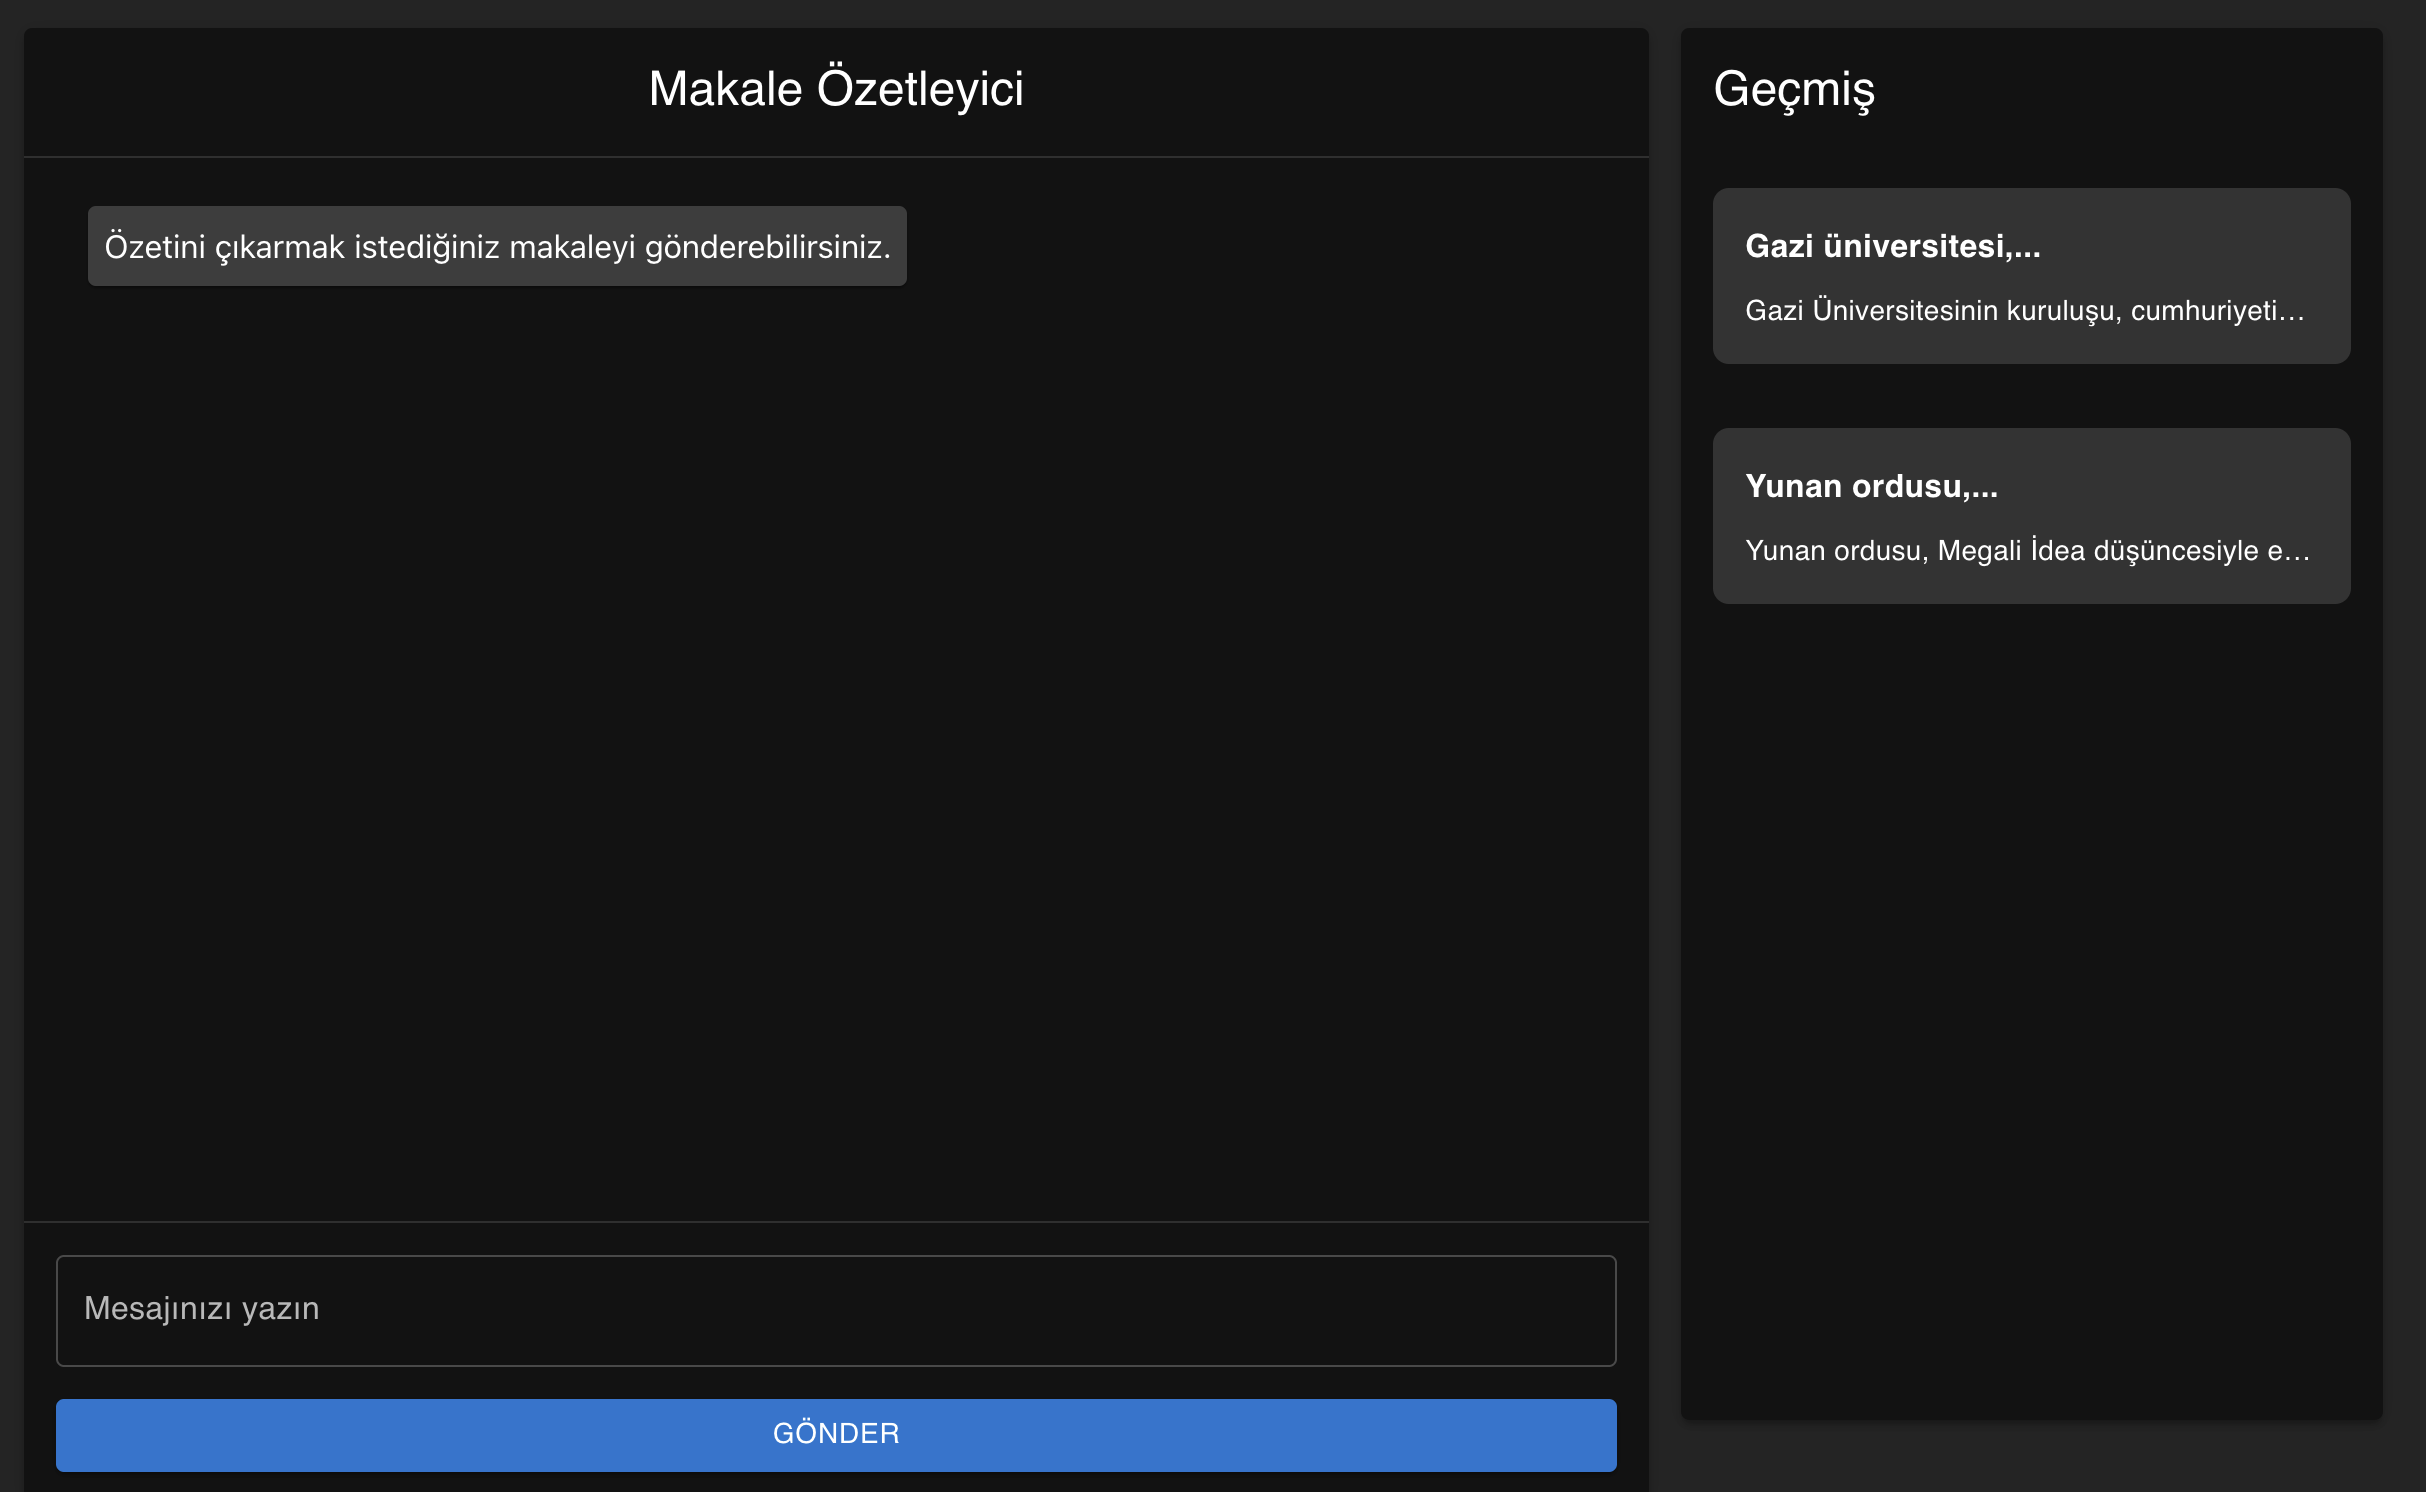 Makale Özetleyici
Özetini çıkarmak istediğiniz makaleyi gönderebilirsiniz.
Mesajınızı yazın
GÖNDER
Geçmiş
Gazi üniversitesi,...
Gazi Üniversitesinin kuruluşu, cumhuriyeti...
Yunan ordusu,...
Yunan ordusu, Megali İdea düşüncesiyle e...